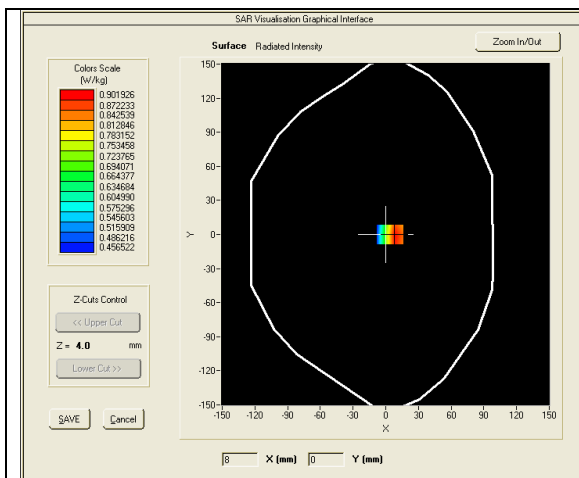 SAR Visualisation Graphical Interface
Surface Radiated Intensity
Zoom In/Out
Colors Scale
(W/kg)
0.901926
0.872233
0.842539
0.812846
0.783152
0.753458
0.723765
0.694071
0.664377
0.634684
0.604990
0.575296
0.545603
0.515909
0.486216
0.456522
Z-Cuts Control
<< Upper Cut
Z = 4.0 mm
Lower Cut >>
SAVE Cancel
150
120
90
60
30
0
-30
-60
-90
-120
-150
Y
-150 -120 -90 -60 -30 0 30 60 90 120 150
X
8 X (mm) 0 Y (mm)